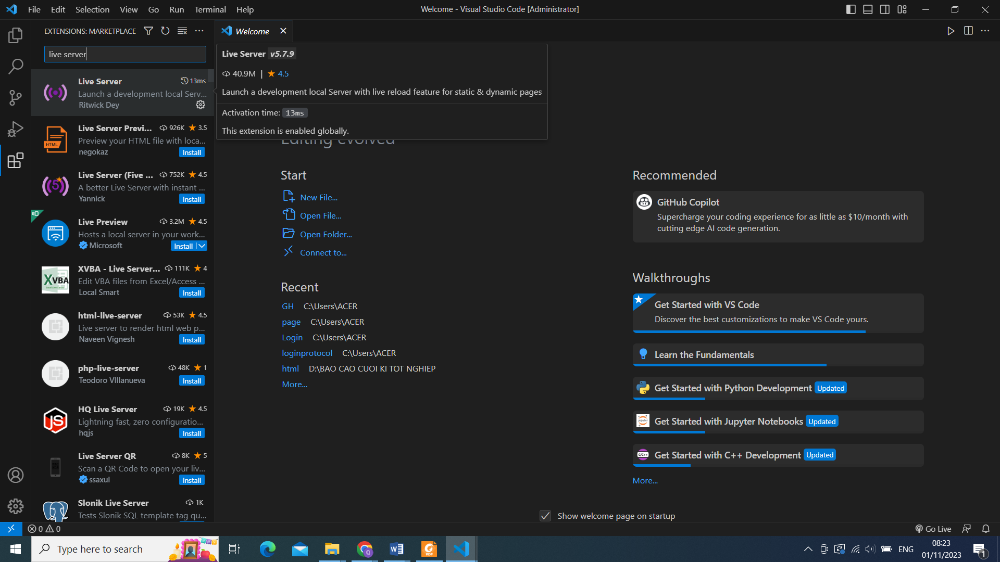 File Edit Selection View Go Run Terminal Help
Welcome - Visual Studio Code [Administrator]
EXTENSIONS: MARKETPLACE
live server
Live Server 13ms
Launch a development local Serv...
Ritwick Dey
Live Server Previ... 926K 3.5
Preview your HTML file with loca...
negokaz Install
Live Server (Five ... 752K 4.5
A better Live Server with instant ...
Yannick Install
Live Preview 3.2M 4.5
Hosts a local server in your work...
Microsoft Install
XVBA - Live Server... 111K 4
Edit VBA files from Excel/Access ...
Local Smart Install
html-live-server 53K 4.5
Live server to render html web p...
Naveen Vignesh Install
php-live-server 48K 1
Teodoro VIllanueva Install
HQ Live Server 19K 4.5
Lightning fast, zero configuratio...
hqjs Install
Live Server QR 8K 5
Scan a QR Code to open your liv...
ssaxul Install
Slonik Live Server 1K
Tests Slonik SQL template tag qu...
Welcome
Live Server v5.7.9
40.9M | 4.5
Launch a development local Server with live reload feature for static & dynamic pages
Activation time: 13ms
This extension is enabled globally.
Editing evolved
Start
New File...
Open File...
Open Folder...
Connect to...
Recent
GH C:\Users\ACER
page C:\Users\ACER
Login C:\Users\ACER
loginprotocol C:\Users\ACER
html D:\BAO CAO CUOI KI TOT NGHIEP
More...
Recommended
GitHub Copilot
Supercharge your coding experience for as little as $10/month with
cutting edge AI code generation.
Walkthroughs
Get Started with VS Code
Discover the best customizations to make VS Code yours.
Learn the Fundamentals
Get Started with Python Development Updated
Get Started with Jupyter Notebooks Updated
Get Started with C++ Development Updated
More...
Show welcome page on startup
0 0
Go Live
Type here to search
ENG
08:23
01/11/2023
1